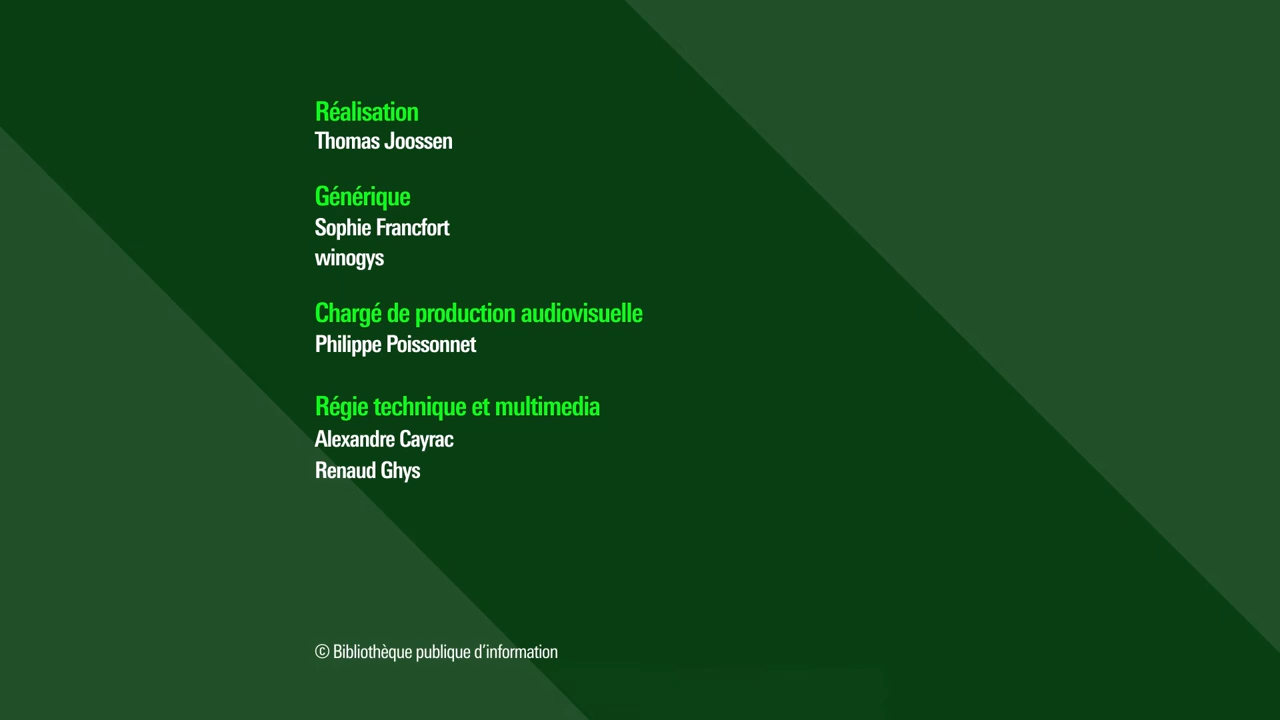 Réalisation
Thomas Joossen
Générique
Sophie Francfort
winogys
Chargé de production audiovisuelle
Philippe Poissonnet
Régie technique et multimedia
Alexandre Cayrac
Renaud Ghys
© Bibliothèque publique d’information